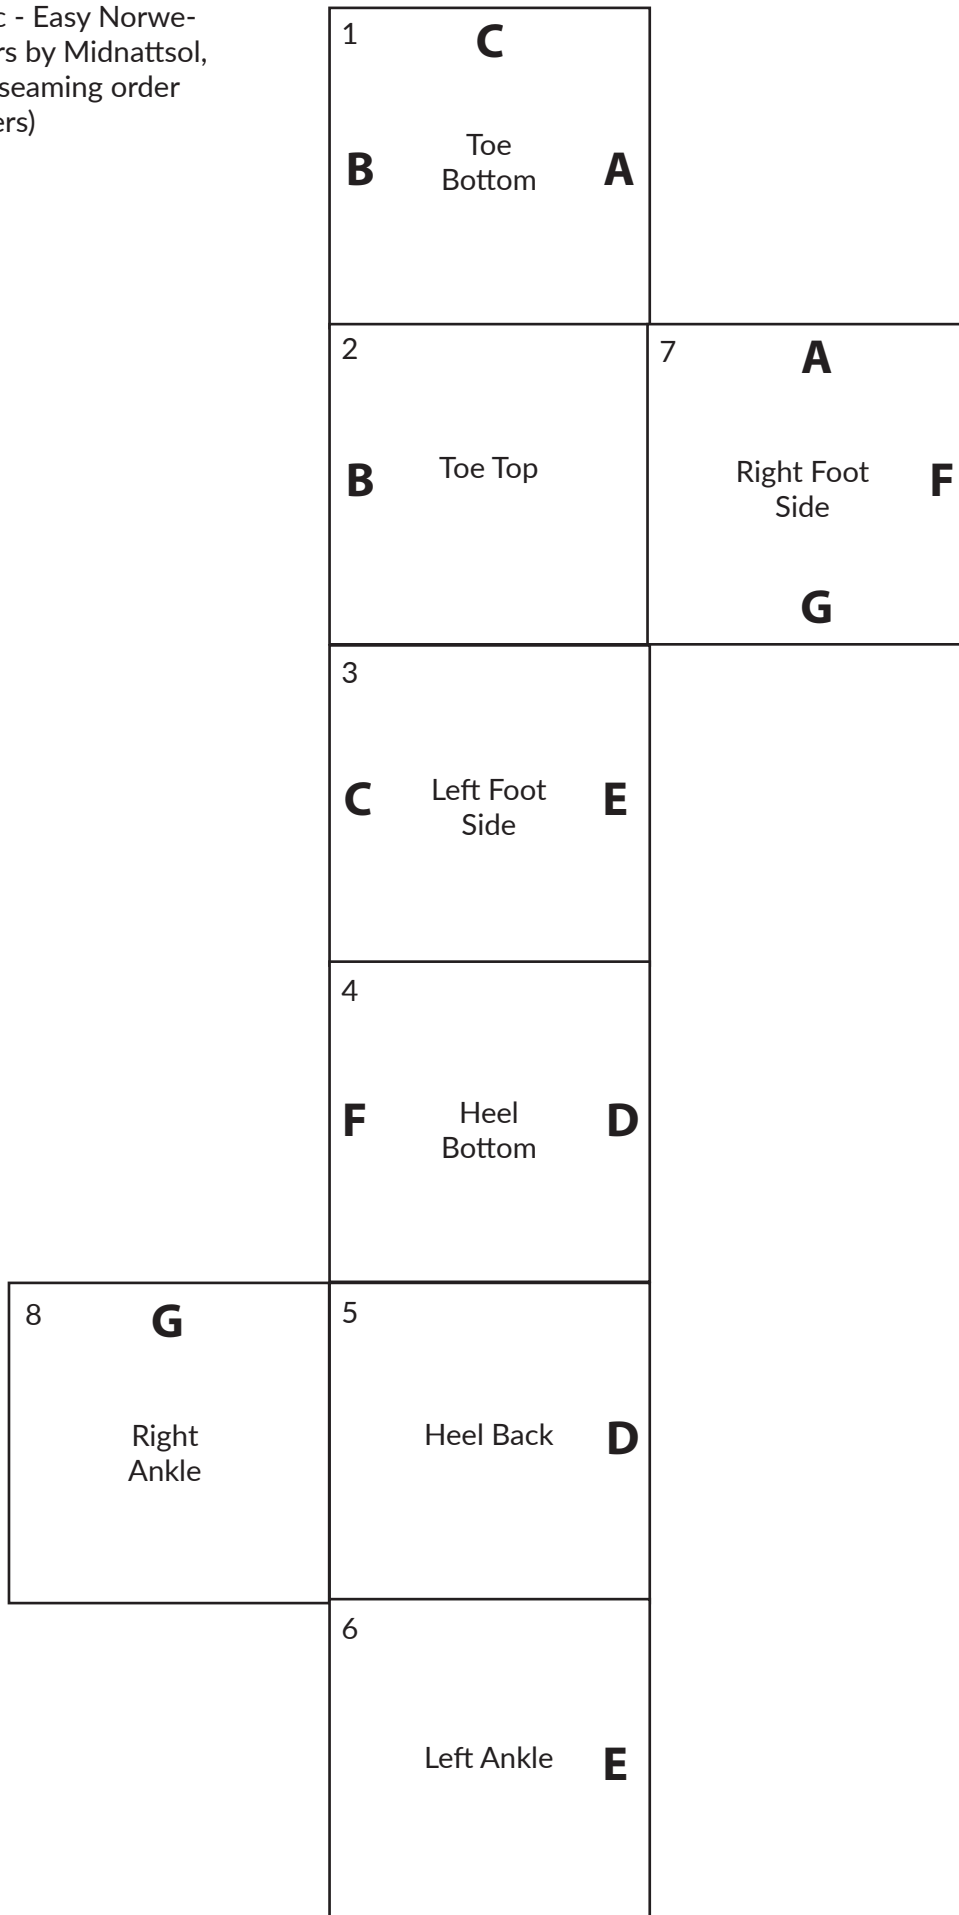 c - Easy Norwe-
rs by Midnattsol,
seaming order
ers)
1
C
B
Toe
Bottom
A
2
B
Toe Top
7
A
Right Foot
Side
F
G
3
C
Left Foot
Side
E
4
F
Heel
Bottom
D
8
G
Right
Ankle
5
Heel Back
D
6
Left Ankle
E